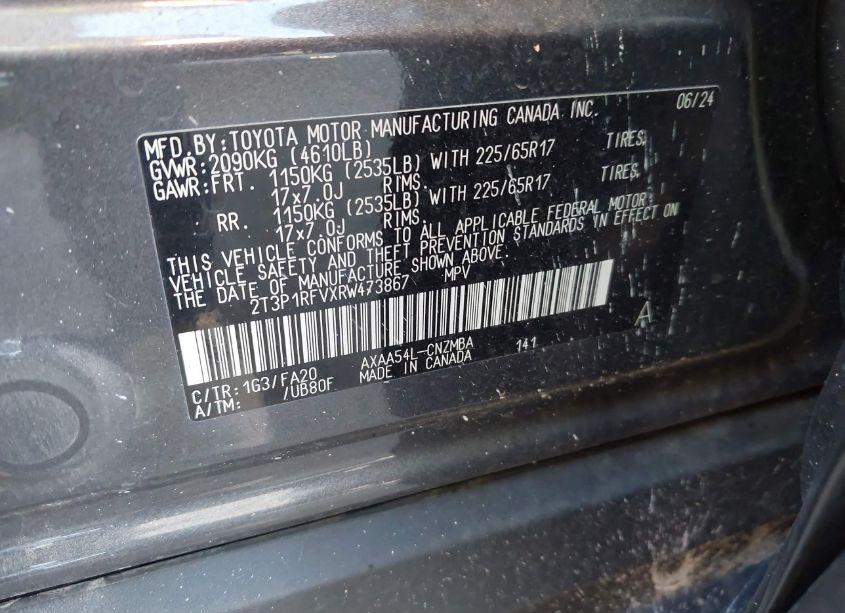 MFD. BY: TOYOTA MOTOR MANUFACTURING CANADA INC. 06/24
GVWR: 2090KG (4610LB)
GAWR: FRT. 1150KG (2535LB) WITH 225/65R17 TIRES,
17x7.0J RIMS.
RR. 1150KG (2535LB) WITH 225/65R17 TIRES,
17x7.0J RIMS.
THIS VEHICLE CONFORMS TO ALL APPLICABLE FEDERAL MOTOR
VEHICLE SAFETY AND THEFT PREVENTION STANDARDS IN EFFECT ON
THE DATE OF MANUFACTURE SHOWN ABOVE.
2T3P1RFVXRW473867 MPV
A
C/TR: 1G3/FA20 AXAA54L-CNZMBA 141
A/TM: /UB80F MADE IN CANADA